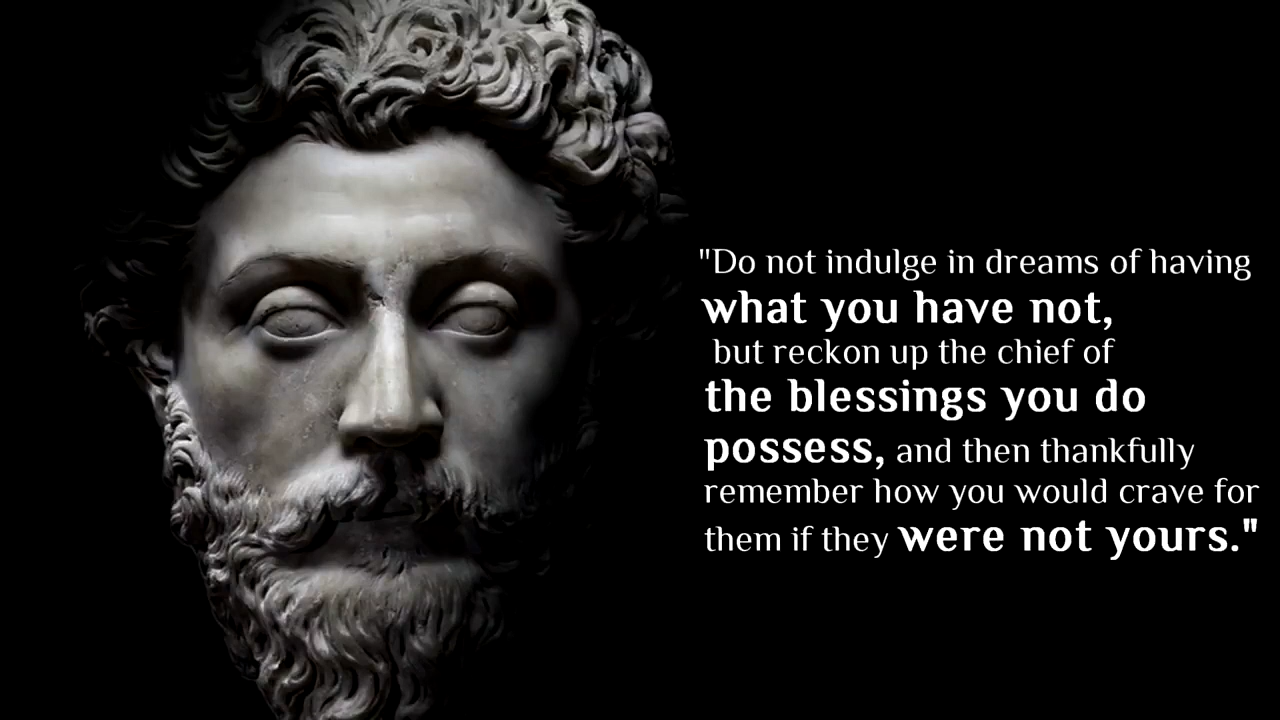 "Do not indulge in dreams of having
what you have not,
but reckon up the chief of
the blessings you do
possess, and then thankfully
remember how you would crave for
them if they were not yours."